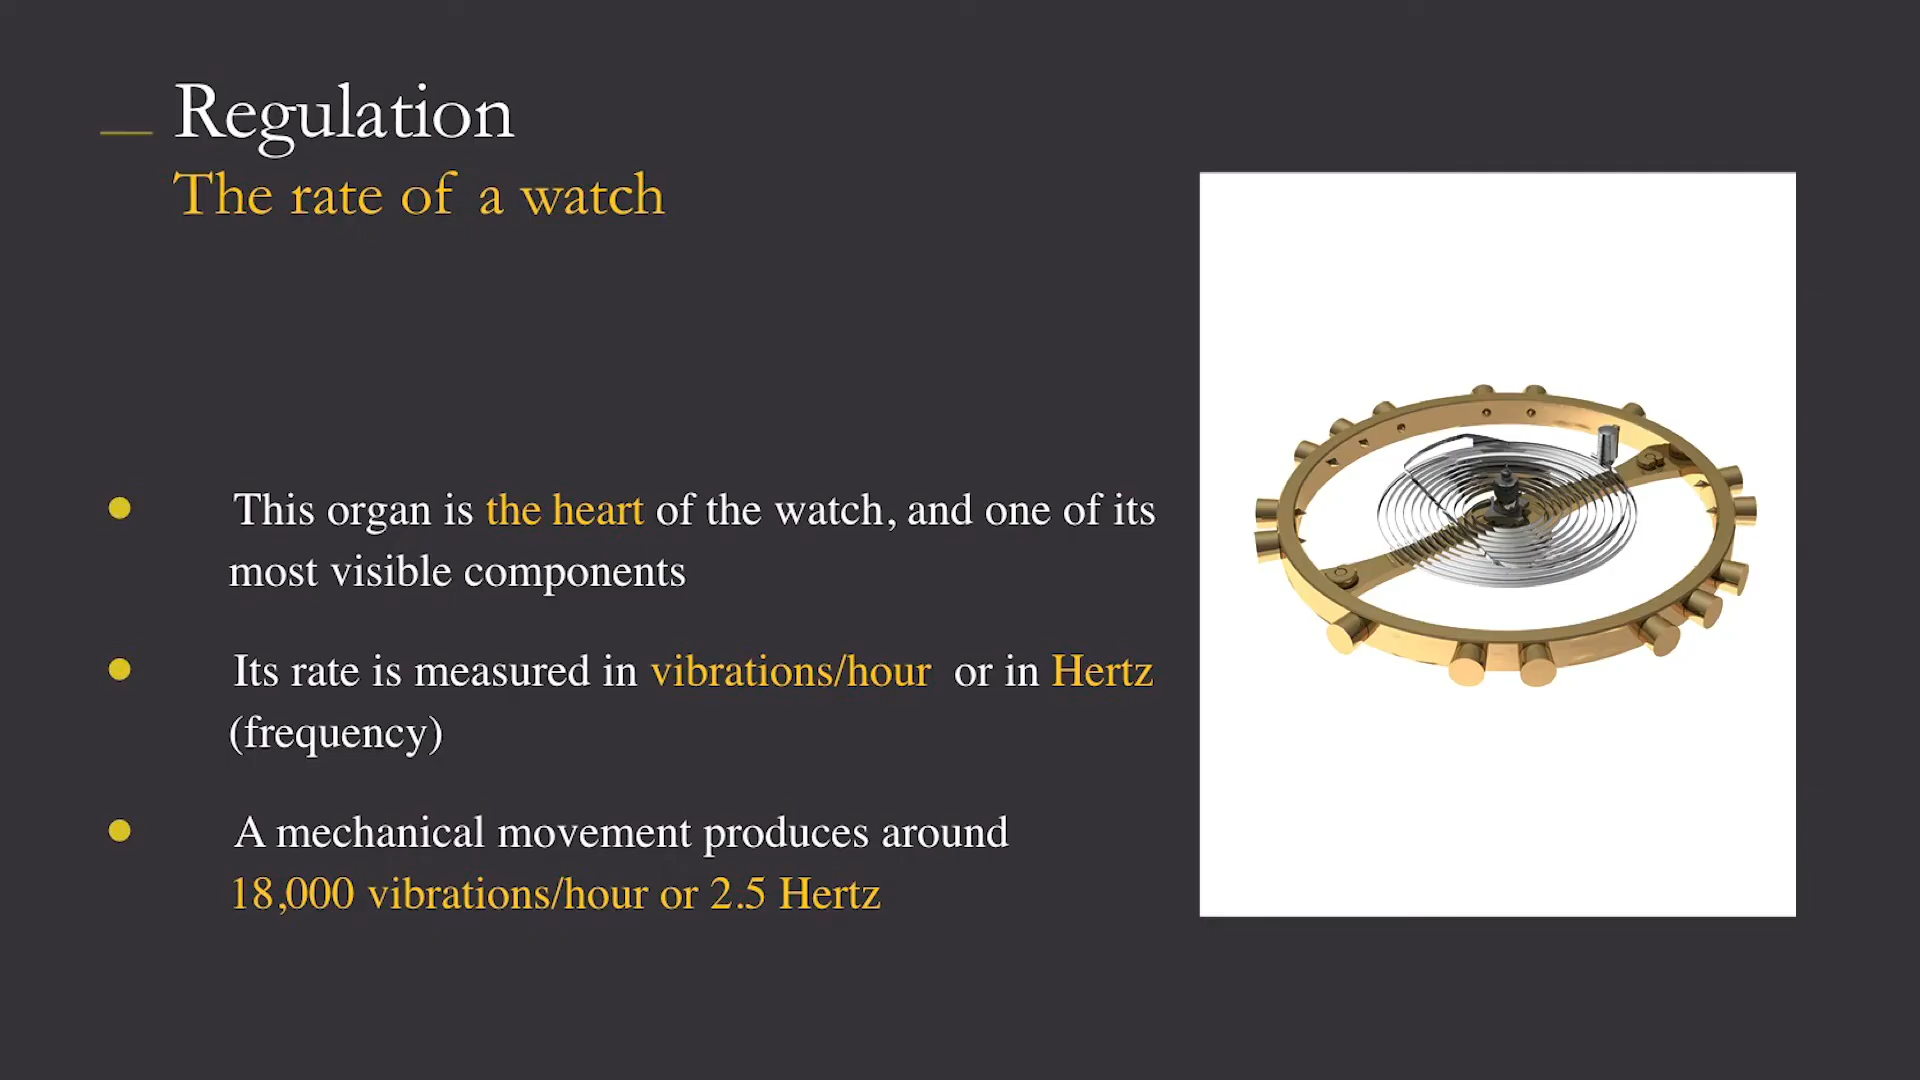 Regulation
The rate of a watch
This organ is the heart of the watch, and one of its
most visible components
Its rate is measured in vibrations/hour or in Hertz
(frequency)
A mechanical movement produces around
18,000 vibrations/hour or 2.5 Hertz